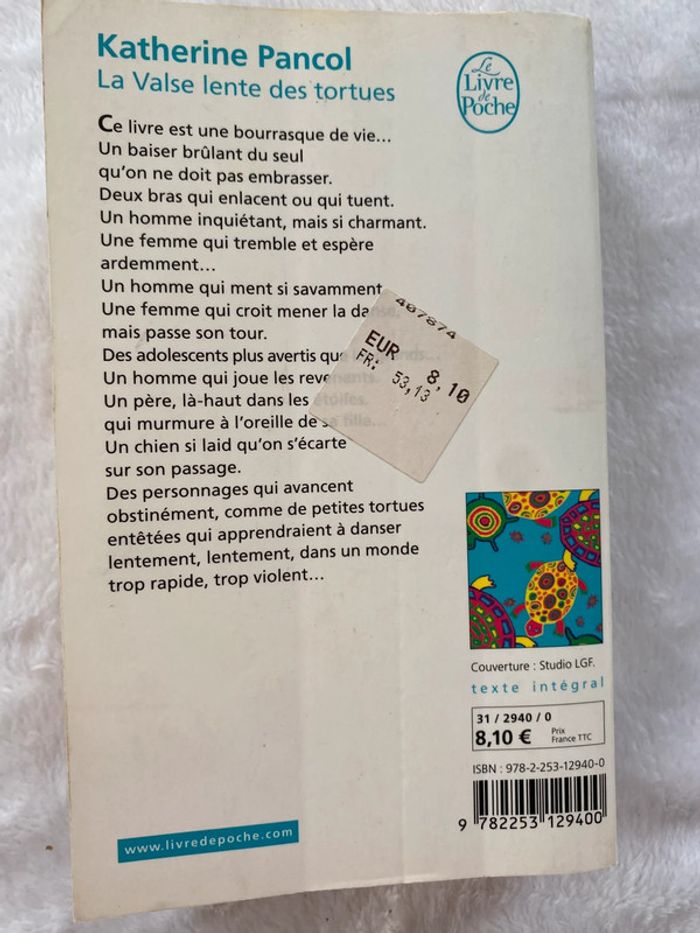 Katherine Pancol
La Valse lente des tortues
Le
Livre
de
Poche
Ce livre est une bourrasque de vie...
Un baiser brûlant du seul
qu'on ne doit pas embrasser.
Deux bras qui enlacent ou qui tuent.
Un homme inquiétant, mais si charmant.
Une femme qui tremble et espère
ardemment...
Un homme qui ment si savamment.
Une femme qui croit mener la danse,
mais passe son tour.
Des adolescents plus avertis que
Un homme qui joue les revenants.
Un père, là-haut dans les étoiles,
qui murmure à l'oreille de sa fille...
Un chien si laid qu'on s'écarte
sur son passage.
Des personnages qui avancent
obstinément, comme de petites tortues
entêtées qui apprendraient à danser
lentement, lentement, dans un monde
trop rapide, trop violent...
407874
EUR 8,10
FR: 53,13
Couverture : Studio LGF.
texte intégral
31 / 2940 / 0
8,10 € Prix
France TTC
ISBN : 978-2-253-12940-0
9 782253 129400
www.livredepoche.com